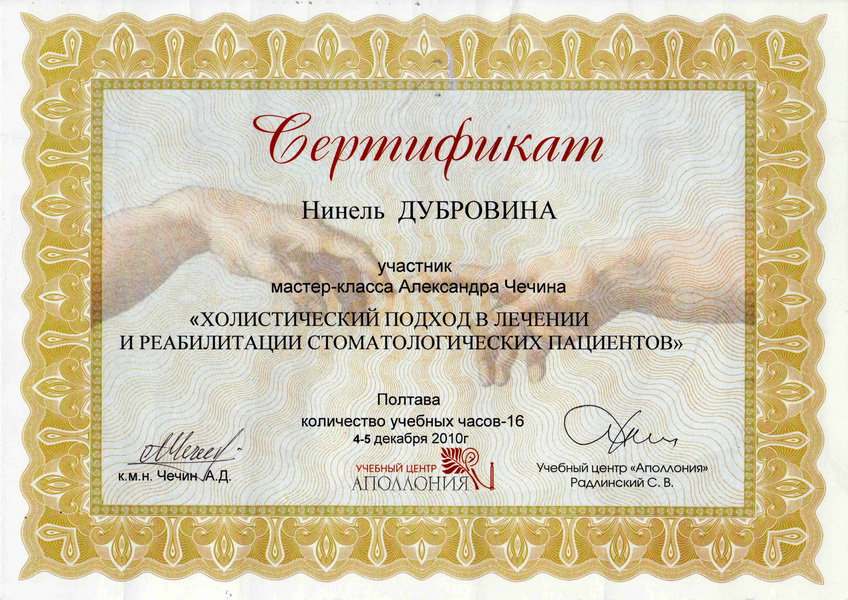 Сертификат
Нинель ДУБРОВИНА
участник
мастер-класса Александра Чечина
«ХОЛИСТИЧЕСКИЙ ПОДХОД В ЛЕЧЕНИИ
И РЕАБИЛИТАЦИИ СТОМАТОЛОГИЧЕСКИХ ПАЦИЕНТОВ»
Полтава
количество учебных часов-16
4-5 декабря 2010г
к.м.н. Чечин А.Д.
УЧЕБНЫЙ ЦЕНТР
АПОЛЛОНИЯ
Учебный центр «Аполлония»
Радлинский С. В.